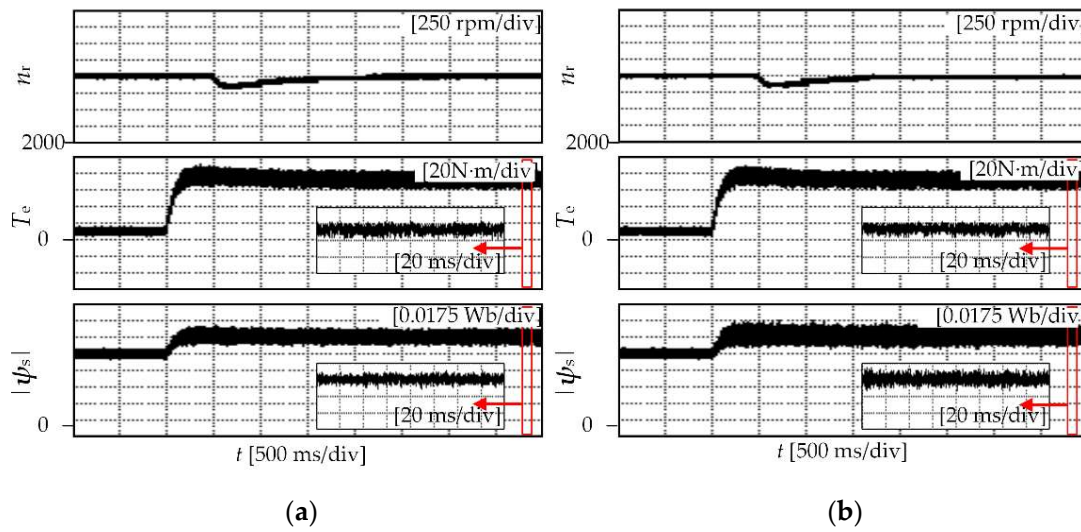 [250 rpm/div]
nr
2000
[20N·m/div
Te
0
[20 ms/div]
[0.0175 Wb/div]
|ψs|
0
[20 ms/div]
t [500 ms/div]
(a)
[250 rpm/div]
nr
2000
[20N·m/div
Te
0
[20 ms/div]
[0.0175 Wb/div
|ψs|
0
[20 ms/div]
t [500 ms/div]
(b)